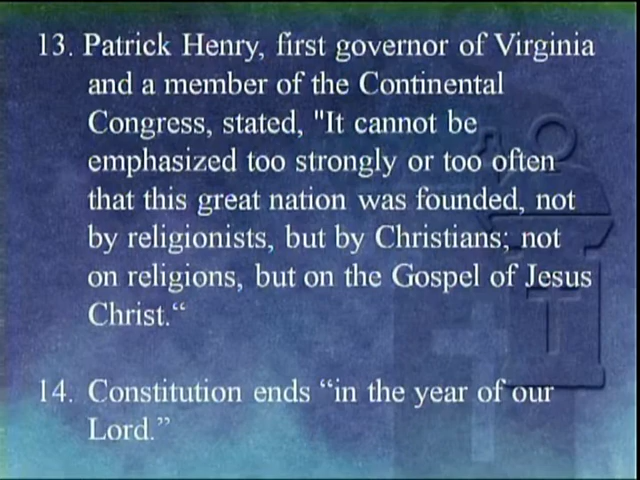 13. Patrick Henry, first governor of Virginia
and a member of the Continental
Congress, stated, "It cannot be
emphasized too strongly or too often
that this great nation was founded, not
by religionists, but by Christians; not
on religions, but on the Gospel of Jesus
Christ.“
14. Constitution ends “in the year of our
Lord.”